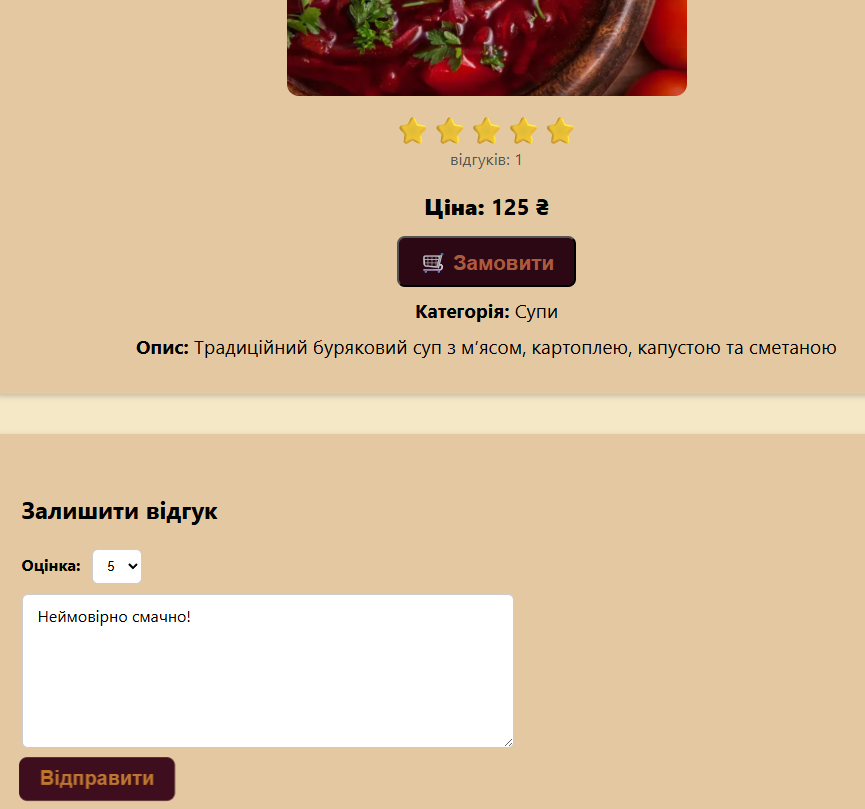 відгуків: 1
Ціна: 125 ₴
Замовити
Категорія: Супи
Опис: Традиційний буряковий суп з м’ясом, картоплею, капустою та сметаною
Залишити відгук
Оцінка: 5
Неймовірно смачно!
Відправити